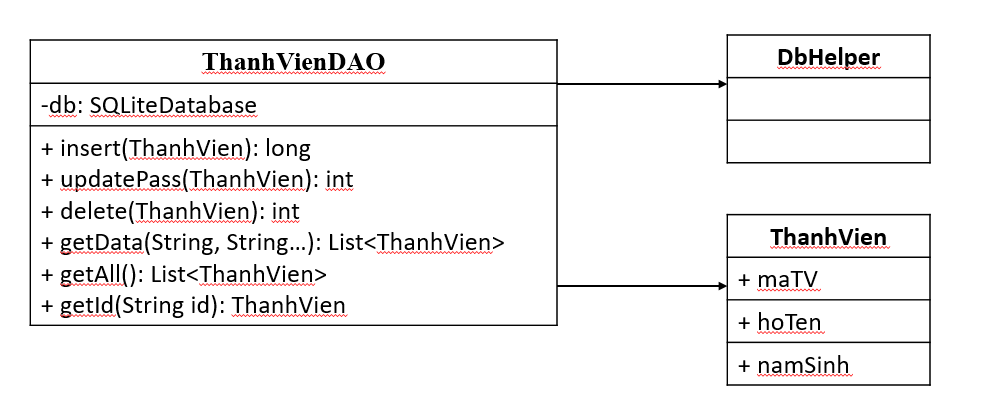 ThanhVienDAO
-db: SQLiteDatabase
+ insert(ThanhVien): long
+ updatePass(ThanhVien): int
+ delete(ThanhVien): int
+ getData(String, String...): List<ThanhVien>
+ getAll(): List<ThanhVien>
+ getId(String id): ThanhVien
DbHelper
ThanhVien
+ maTV
+ hoTen
+ namSinh